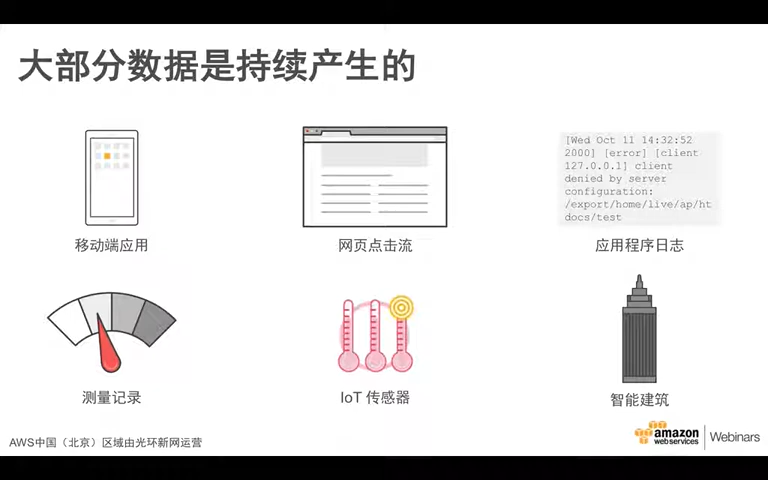 大部分数据是持续产生的
[Wed Oct 11 14:32:52
2000] [error] [client
127.0.0.1] client
denied by server
configuration:
/export/home/live/ap/ht
docs/test
移动端应用
网页点击流
应用程序日志
测量记录
IoT 传感器
智能建筑
AWS中国（北京）区域由光环新网运营
amazon
web services
Webinars